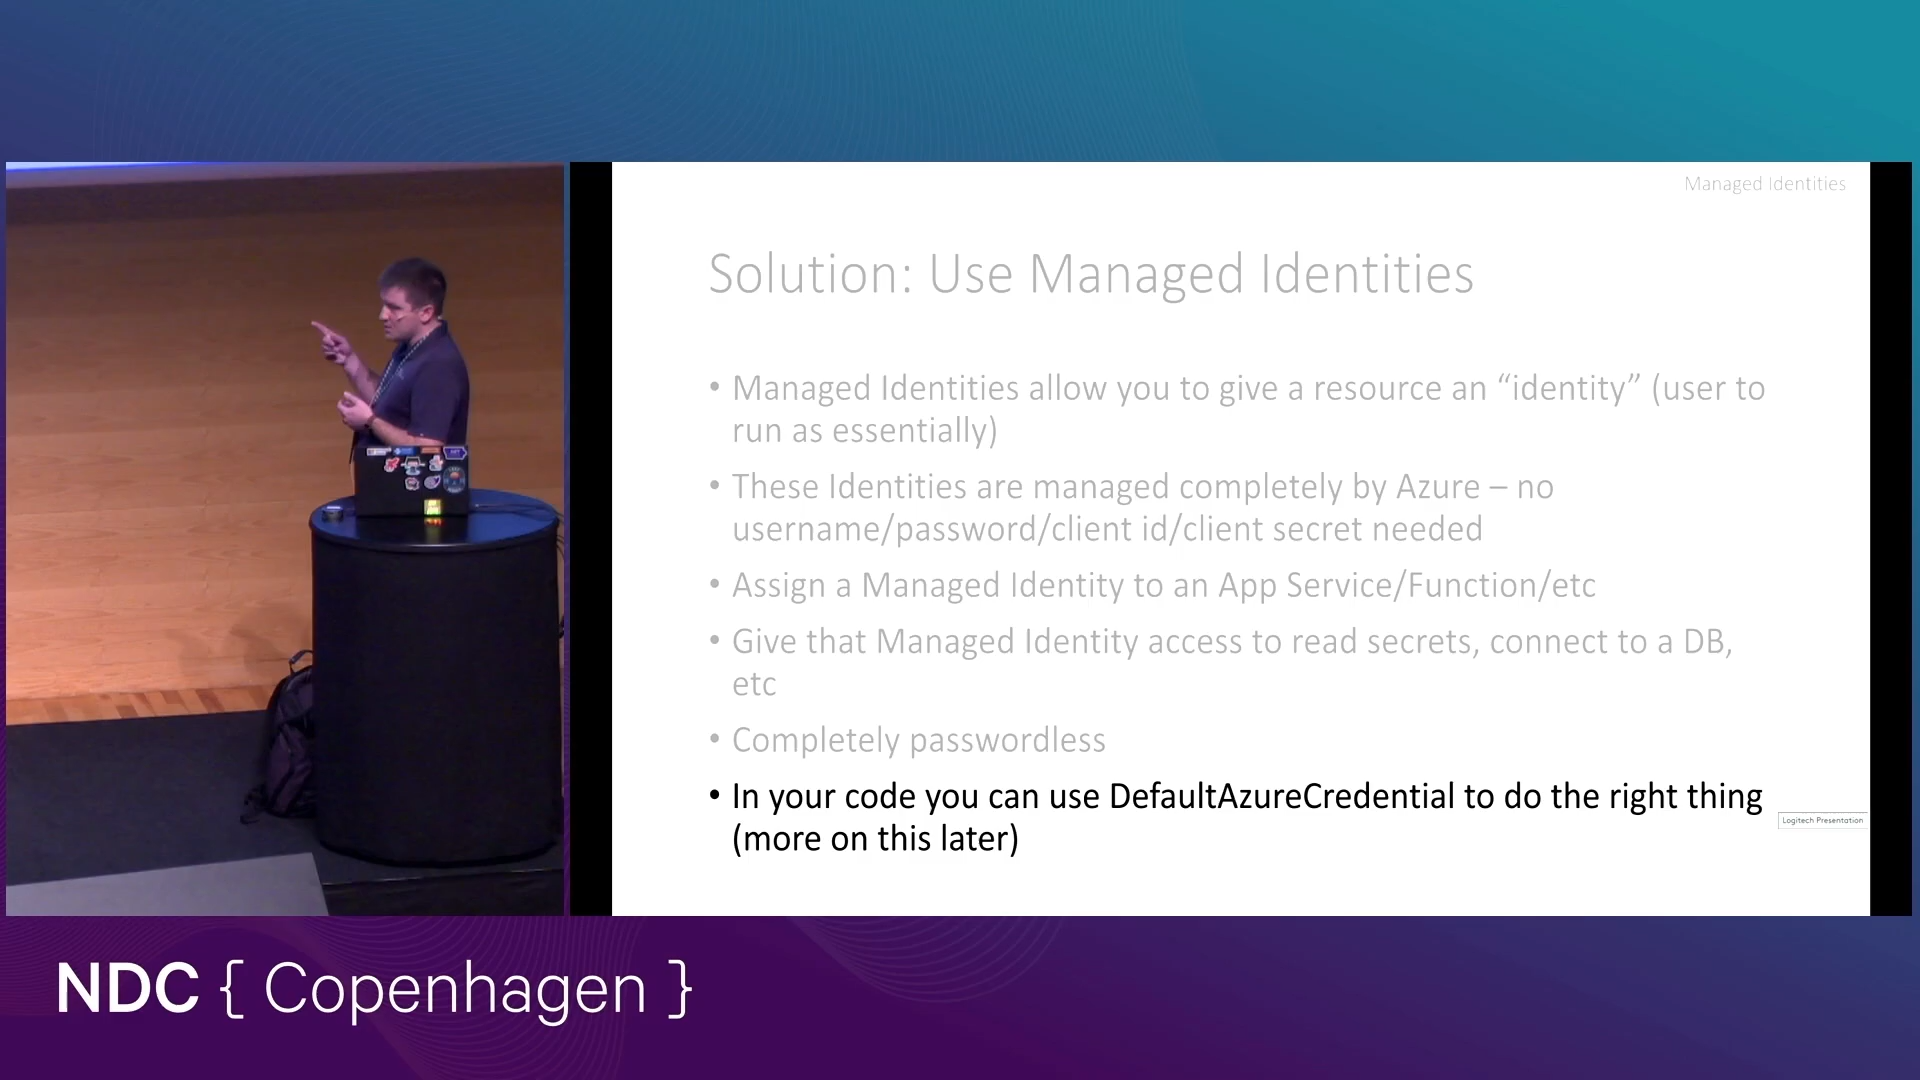 Managed Identities
Solution: Use Managed Identities
• Managed Identities allow you to give a resource an “identity” (user to
run as essentially)
• These Identities are managed completely by Azure – no
username/password/client id/client secret needed
• Assign a Managed Identity to an App Service/Function/etc
• Give that Managed Identity access to read secrets, connect to a DB,
etc
• Completely passwordless
• In your code you can use DefaultAzureCredential to do the right thing
(more on this later)
Logitech Presentation
NDC { Copenhagen }